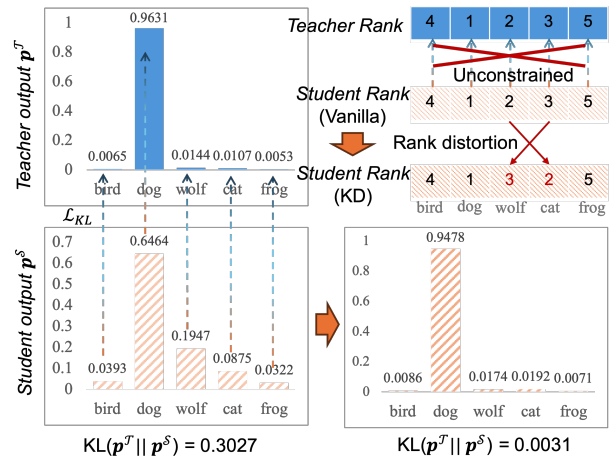 Teacher output p^T
1
0.8
0.6
0.4
0.2
0
0.9631
0.0065
0.0144
0.0107
0.0053
bird dog wolf cat frog
L_KL
Student output p^S
0.7
0.6
0.5
0.4
0.3
0.2
0.1
0
0.6464
0.0393
0.1947
0.0875
0.0322
bird dog wolf cat frog
KL(p^T || p^S) = 0.3027
Teacher Rank 4 1 2 3 5
Unconstrained
Student Rank 4 1 2 3 5
(Vanilla)
Rank distortion
Student Rank 4 1 3 2 5
(KD)
bird dog wolf cat frog
1
0.8
0.6
0.4
0.2
0
0.9478
0.0086
0.0174
0.0192
0.0071
bird dog wolf cat frog
KL(p^T || p^S) = 0.0031